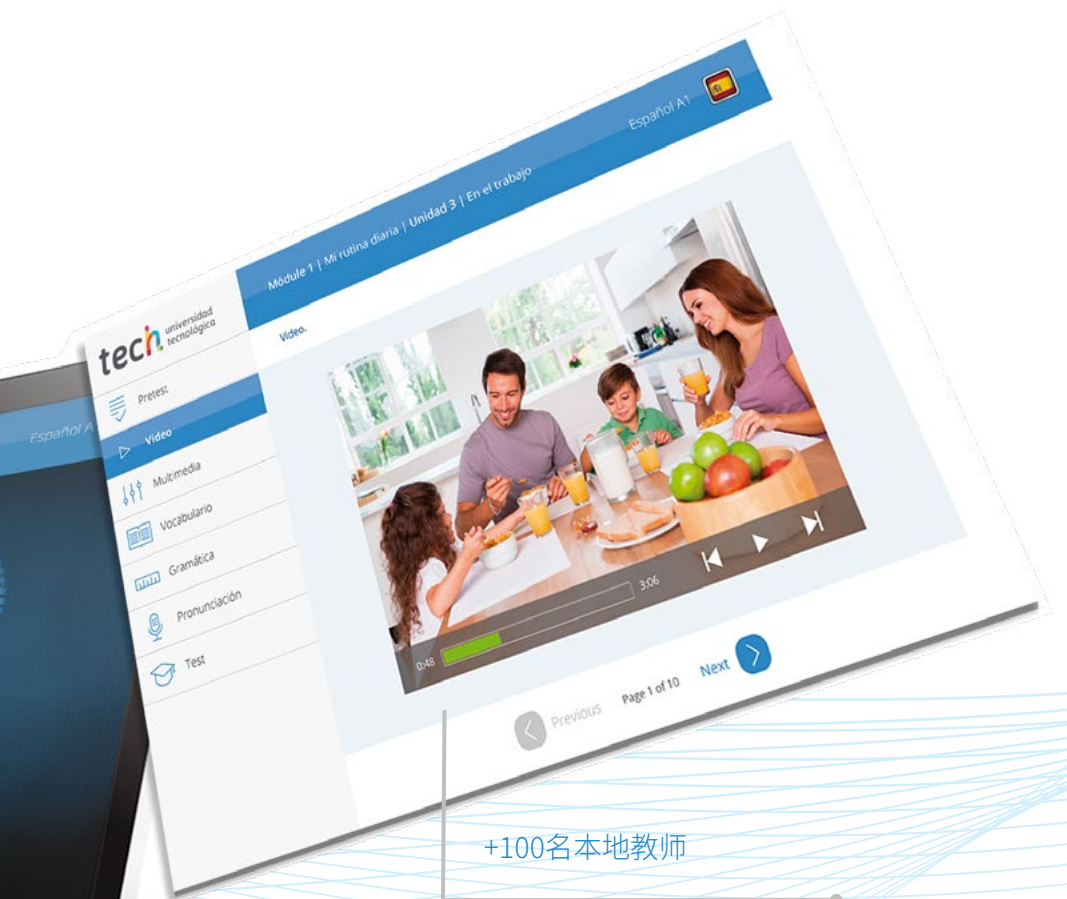 Español A1
Módule 1 | Mi rutina diaria | Unidad 3 | En el trabajo
tech universidad
tecnológica
Video.
Pretest
Video
Multimedia
Vocabulario
Gramática
Pronunciación
Test
0:48
3:06
Previous
Page 1 of 10
Next
Español A
+100名本地教师